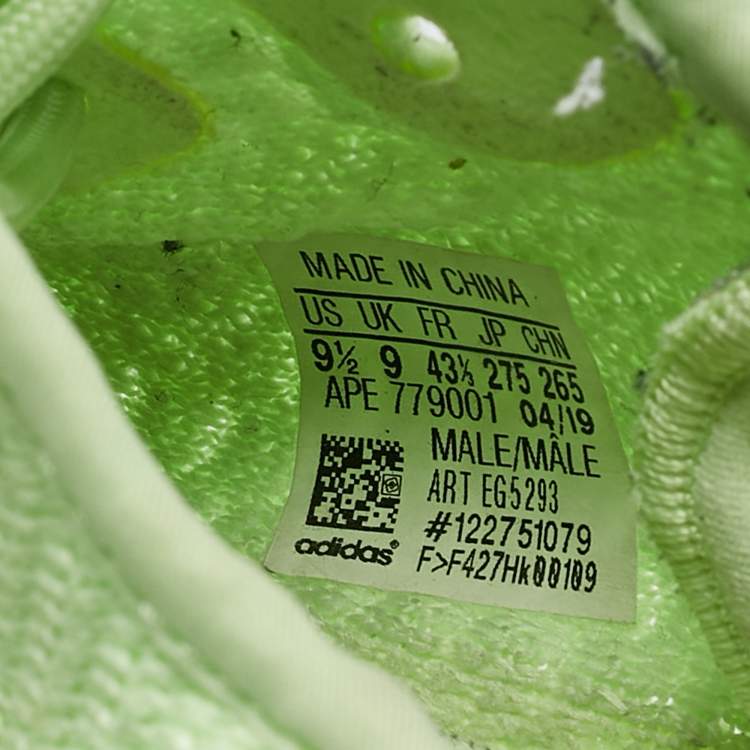 MADE IN CHINA
US UK FR JP CHN
9½ 9 43⅓ 275 265
APE 779001 04/19
MALE/MÂLE
ART EG5293
#122751079
F>F427Hk00109
adidas®